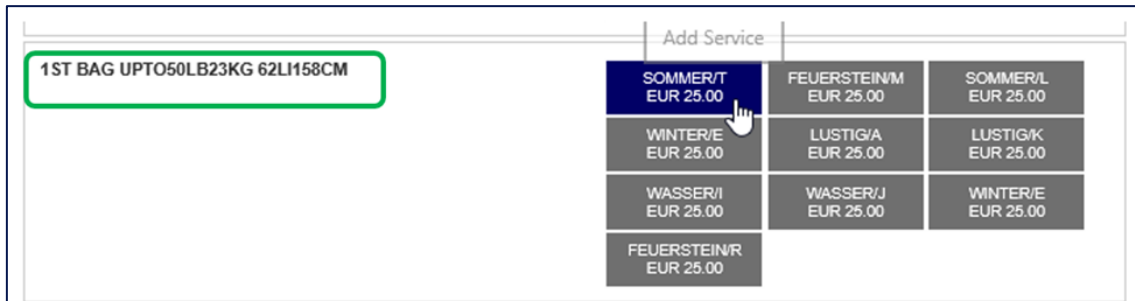 Add Service
1ST BAG UPTO50LB23KG 62LI158CM
SOMMER/T
EUR 25.00
FEUERSTEIN/M
EUR 25.00
SOMMER/L
EUR 25.00
WINTER/E
EUR 25.00
LUSTIG/A
EUR 25.00
LUSTIG/K
EUR 25.00
WASSER/I
EUR 25.00
WASSER/J
EUR 25.00
WINTER/E
EUR 25.00
FEUERSTEIN/R
EUR 25.00